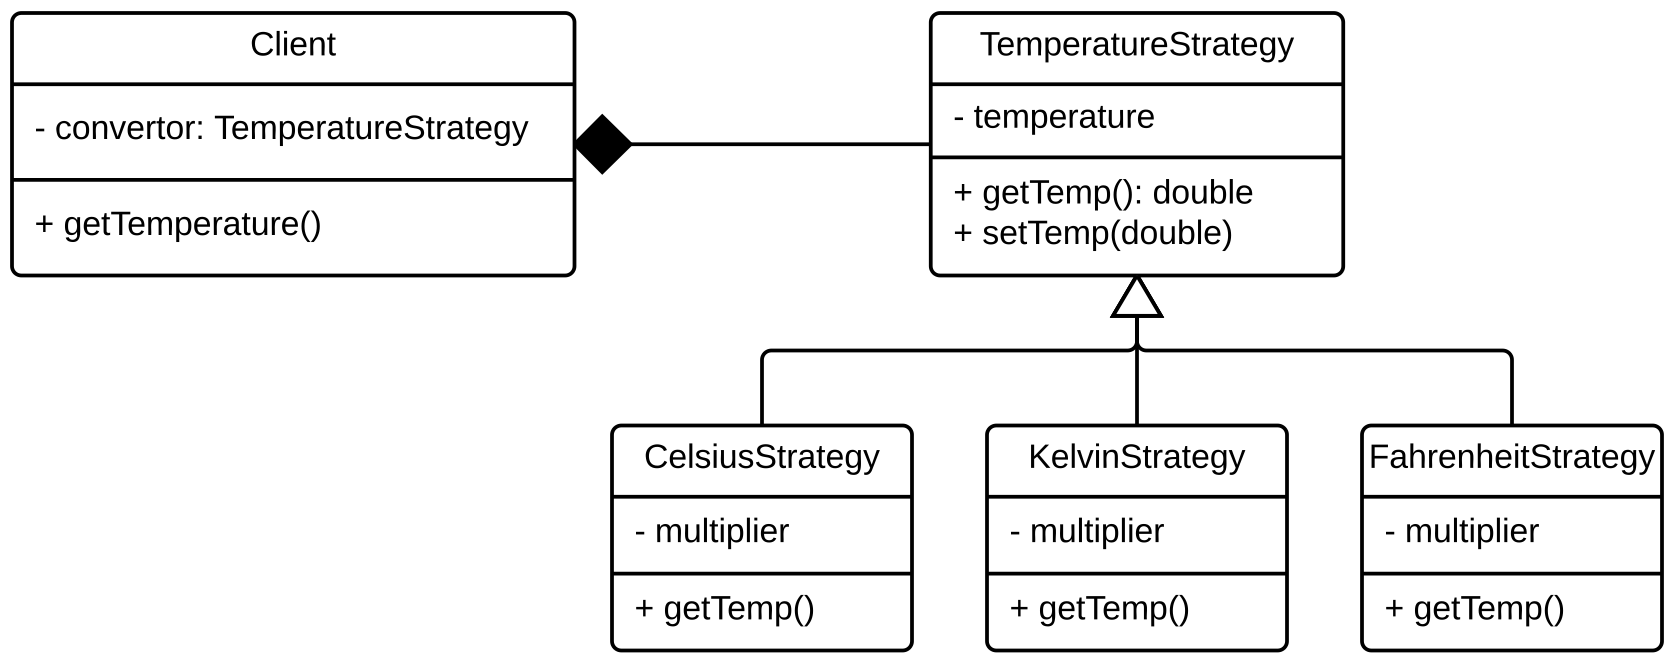 Client
- convertor: TemperatureStrategy
+ getTemperature()
TemperatureStrategy
- temperature
+ getTemp(): double
+ setTemp(double)
CelsiusStrategy
- multiplier
+ getTemp()
KelvinStrategy
- multiplier
+ getTemp()
FahrenheitStrategy
- multiplier
+ getTemp()